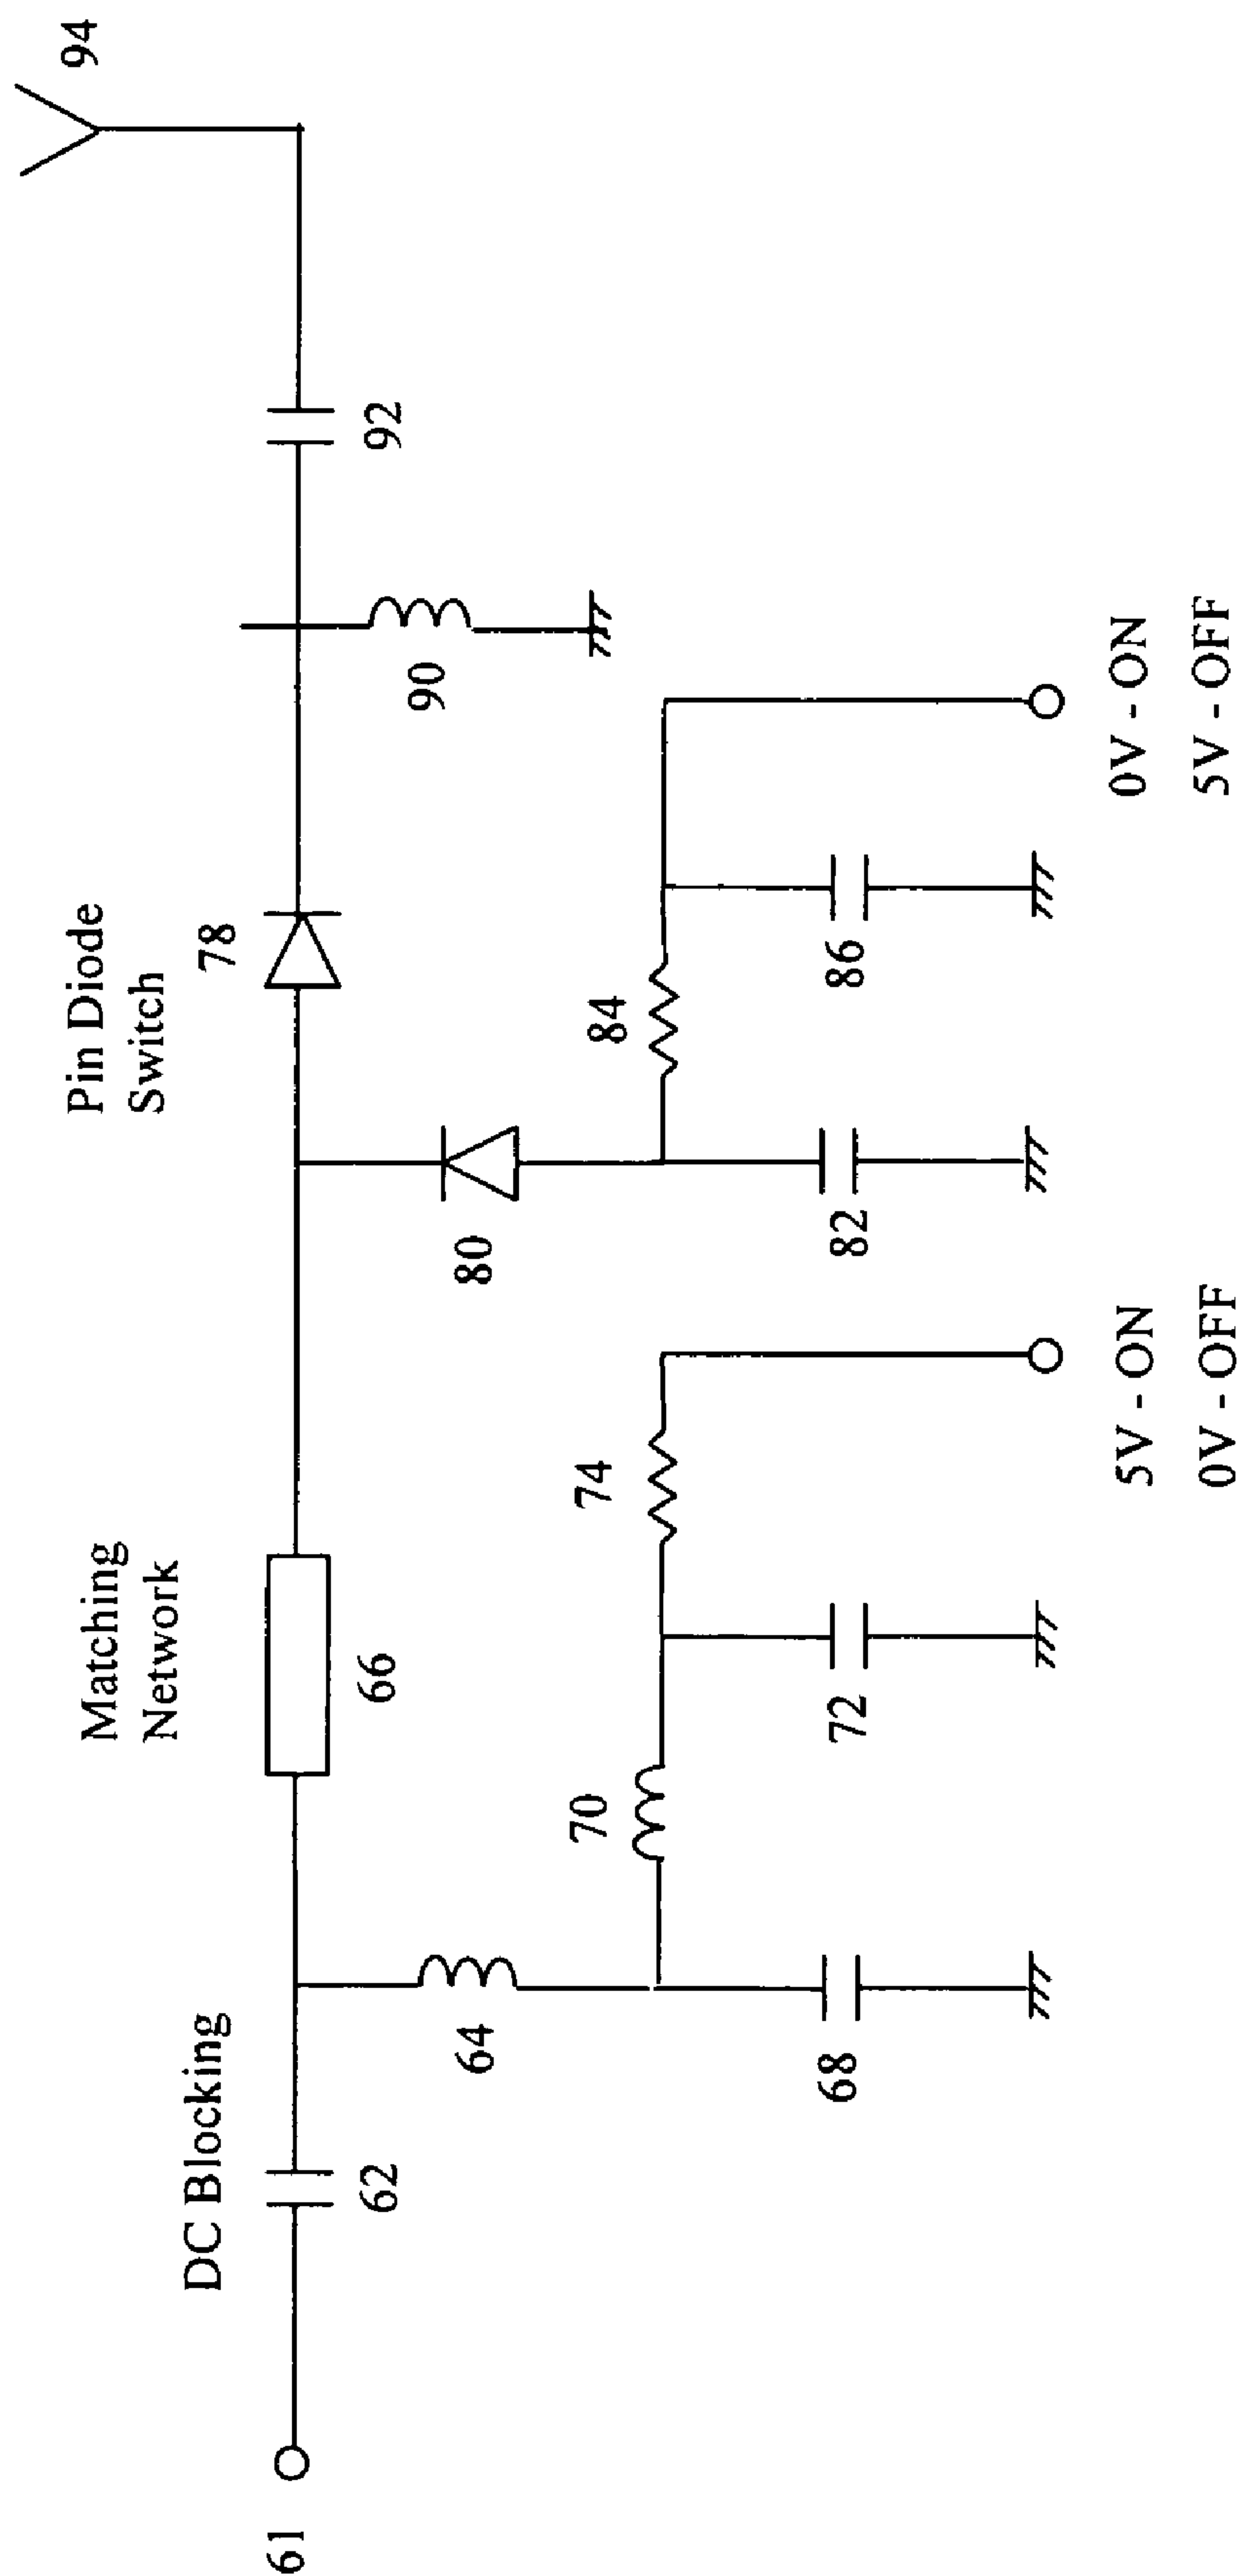 61
DC Blocking
62
64
68
Matching
Network
66
70
72
74
5V - ON
0V - OFF
Pin Diode
Switch
78
80
82
84
86
0V - ON
5V - OFF
90
92
94